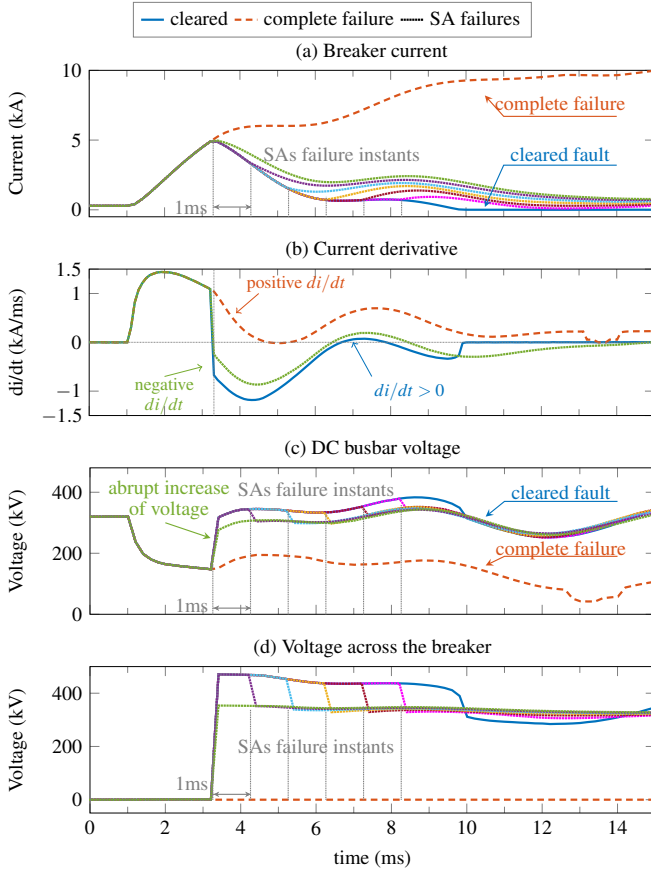 cleared complete failure SA failures
(a) Breaker current
10
5
0
Current (kA)
complete failure
SAs failure instants
cleared fault
1ms
(b) Current derivative
1.5
1
0
−1
−1.5
di/dt (kA/ms)
positive di/dt
negative
di/dt
di/dt > 0
(c) DC busbar voltage
400
200
0
Voltage (kV)
SAs failure instants
abrupt increase
of voltage
cleared fault
complete failure
1ms
(d) Voltage across the breaker
400
200
0
Voltage (kV)
SAs failure instants
1ms
0 2 4 6 8 10 12 14
time (ms)